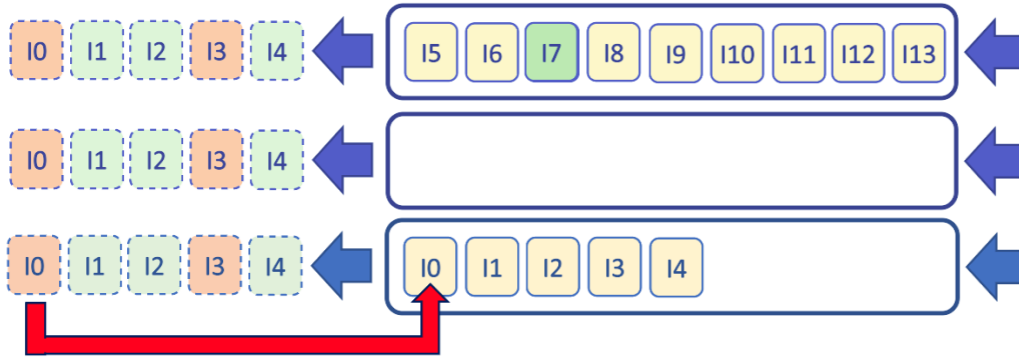 I0 I1 I2 I3 I4 I5 I6 I7 I8 I9 I10 I11 I12 I13
I0 I1 I2 I3 I4
I0 I1 I2 I3 I4 I0 I1 I2 I3 I4